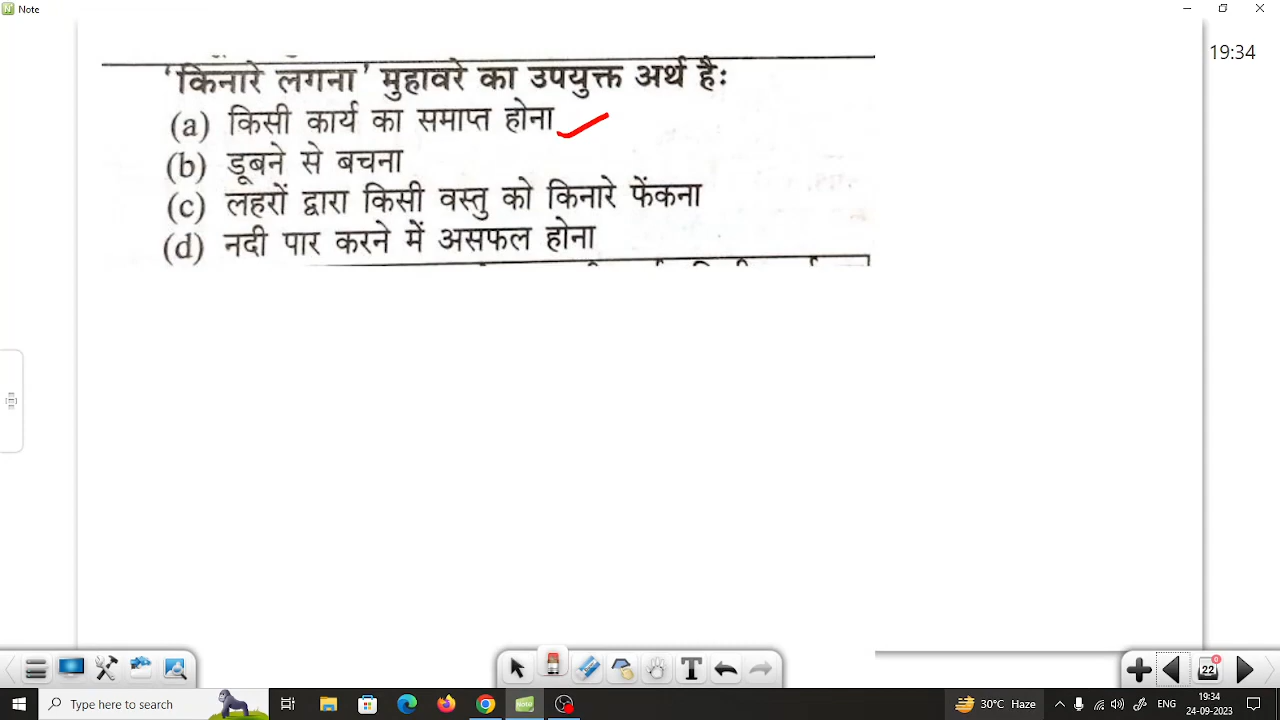 Note
19:34
'किनारे लगना' मुहावरे का उपयुक्त अर्थ हैः
(a) किसी कार्य का समाप्त होना
(b) डूबने से बचना
(c) लहरों द्वारा किसी वस्तु को किनारे फेंकना
(d) नदी पार करने में असफल होना
T
22
Type here to search
Note
30°C Haze
ENG
19:34
24-09-2023